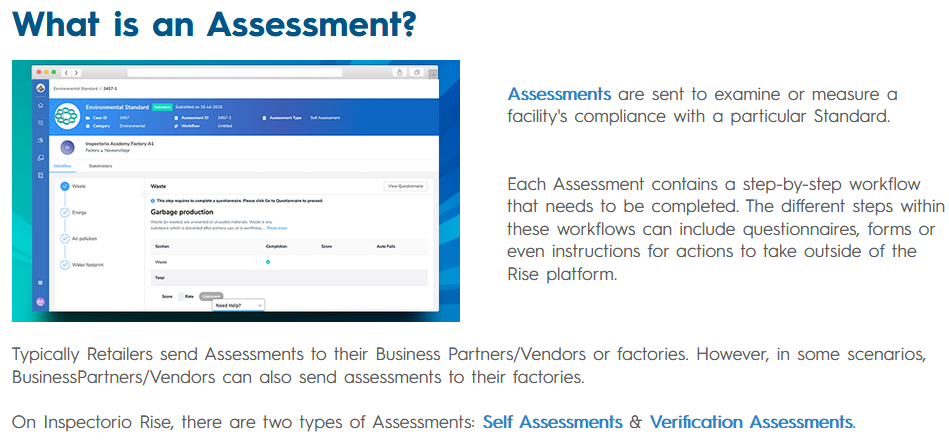 What is an Assessment?
Environmental Standard / 3457-1
Environmental Standard Submitted Submitted on 16-Jul-2019
Case ID 3457 Assessment ID 3457-1 Assessment Type Self Assessment
Category Environmental Workflow Untitled
IA Inspectorio Academy Factory A1
Factory
Workflow Stakeholders
Waste
Energy
Air pollution
Water footprint
Waste View Questionnaire
This step requires to complete a questionnaire. Please click Go to Questionnaire to proceed.
Garbage production
Waste (or wastes) are unwanted or unusable materials. Waste is any
substance which is discarded after primary use, or is worthless, ... Show more
Section Completion Score Auto Fails
Waste
Total
Score Rate Unknown
Need Help?
Assessments are sent to examine or measure a
facility's compliance with a particular Standard.
Each Assessment contains a step-by-step workflow
that needs to be completed. The different steps within
these workflows can include questionnaires, forms or
even instructions for actions to take outside of the
Rise platform.
Typically Retailers send Assessments to their Business Partners/Vendors or factories. However, in some scenarios,
BusinessPartners/Vendors can also send assessments to their factories.
On Inspectorio Rise, there are two types of Assessments: Self Assessments & Verification Assessments.